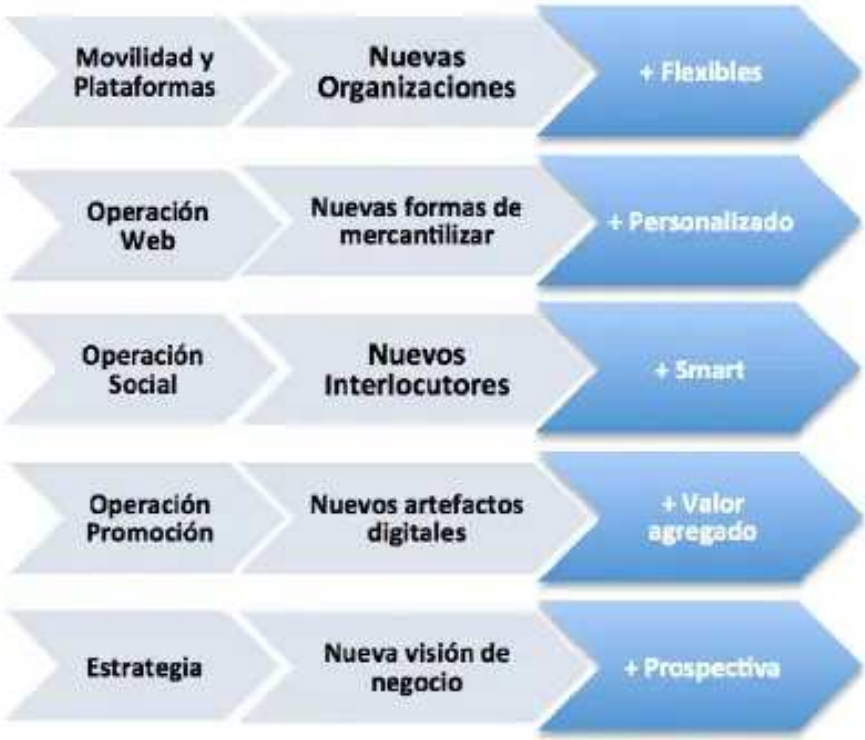 Movilidad y
Plataformas
Nuevas
Organizaciones
+ Flexibles
Operación
Web
Nuevas formas de
mercantilizar
+ Personalizado
Operación
Social
Nuevos
Interlocutores
+ Smart
Operación
Promoción
Nuevos artefactos
digitales
+ Valor
agregado
Estrategia
Nueva visión de
negocio
+ Prospectiva